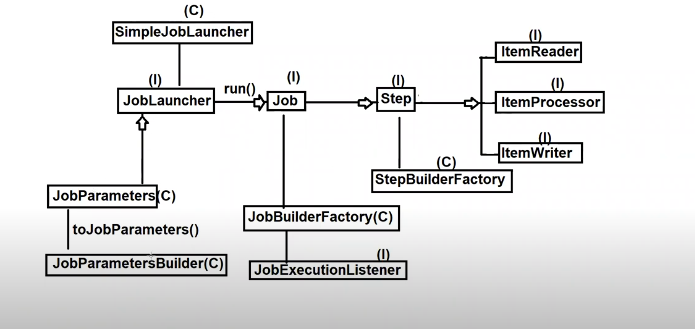 (C)
SimpleJobLauncher
(I)
JobLauncher
run()
(I)
Job
(I)
Step
(I)
ItemReader
(I)
ItemProcessor
(I)
ItemWriter
(C)
StepBuilderFactory
JobParameters(C)
toJobParameters()
JobParametersBuilder(C)
JobBuilderFactory(C)
(I)
JobExecutionListener